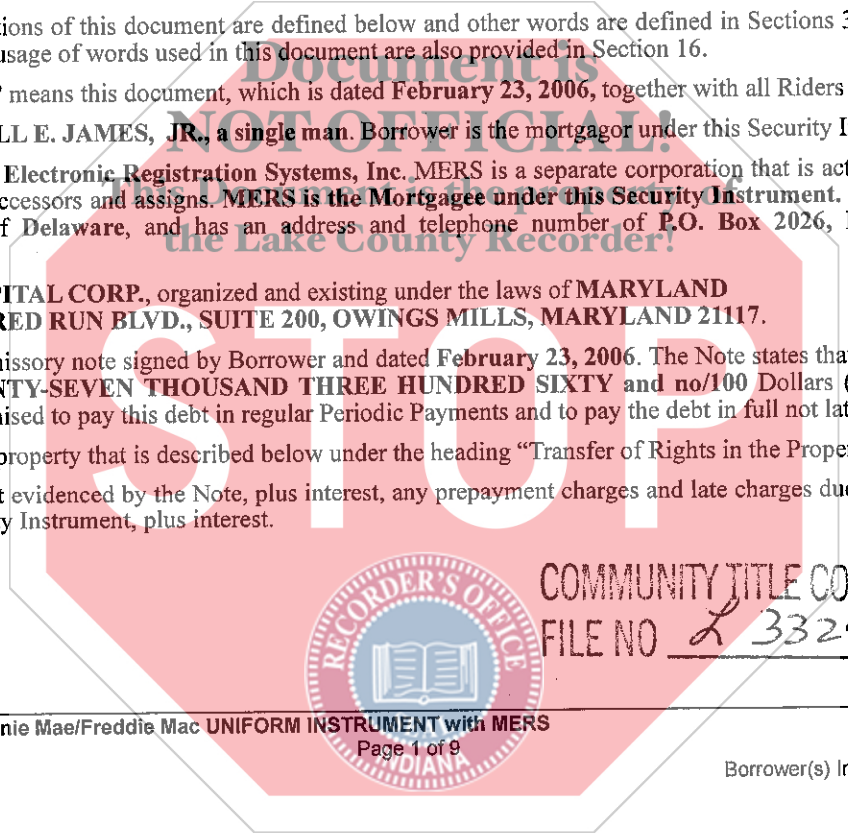 tions of this document are defined below and other words are defined in Sections 3
usage of words used in this document are also provided in Section 16.
Document is
" means this document, which is dated February 23, 2006, together with all Riders
NOT OFFICIAL!
LL E. JAMES, JR., a single man. Borrower is the mortgagor under this Security I
Electronic Registration Systems, Inc. MERS is a separate corporation that is act
This Document is the property of
ccessors and assigns. MERS is the Mortgagee under this Security Instrument.
f Delaware, and has an address and telephone number of P.O. Box 2026,
the Lake County Recorder!
PITAL CORP., organized and existing under the laws of MARYLAND
RED RUN BLVD., SUITE 200, OWINGS MILLS, MARYLAND 21117.
issory note signed by Borrower and dated February 23, 2006. The Note states tha
NTY-SEVEN THOUSAND THREE HUNDRED SIXTY and no/100 Dollars (
ised to pay this debt in regular Periodic Payments and to pay the debt in full not lat
STOP
property that is described below under the heading “Transfer of Rights in the Proper
t evidenced by the Note, plus interest, any prepayment charges and late charges du
y Instrument, plus interest.
RECORDER'S OFFICE
INDIANA
COMMUNITY TITLE CO
FILE NO L 332
nie Mae/Freddie Mac UNIFORM INSTRUMENT with MERS
Page 1 of 9
Borrower(s) In